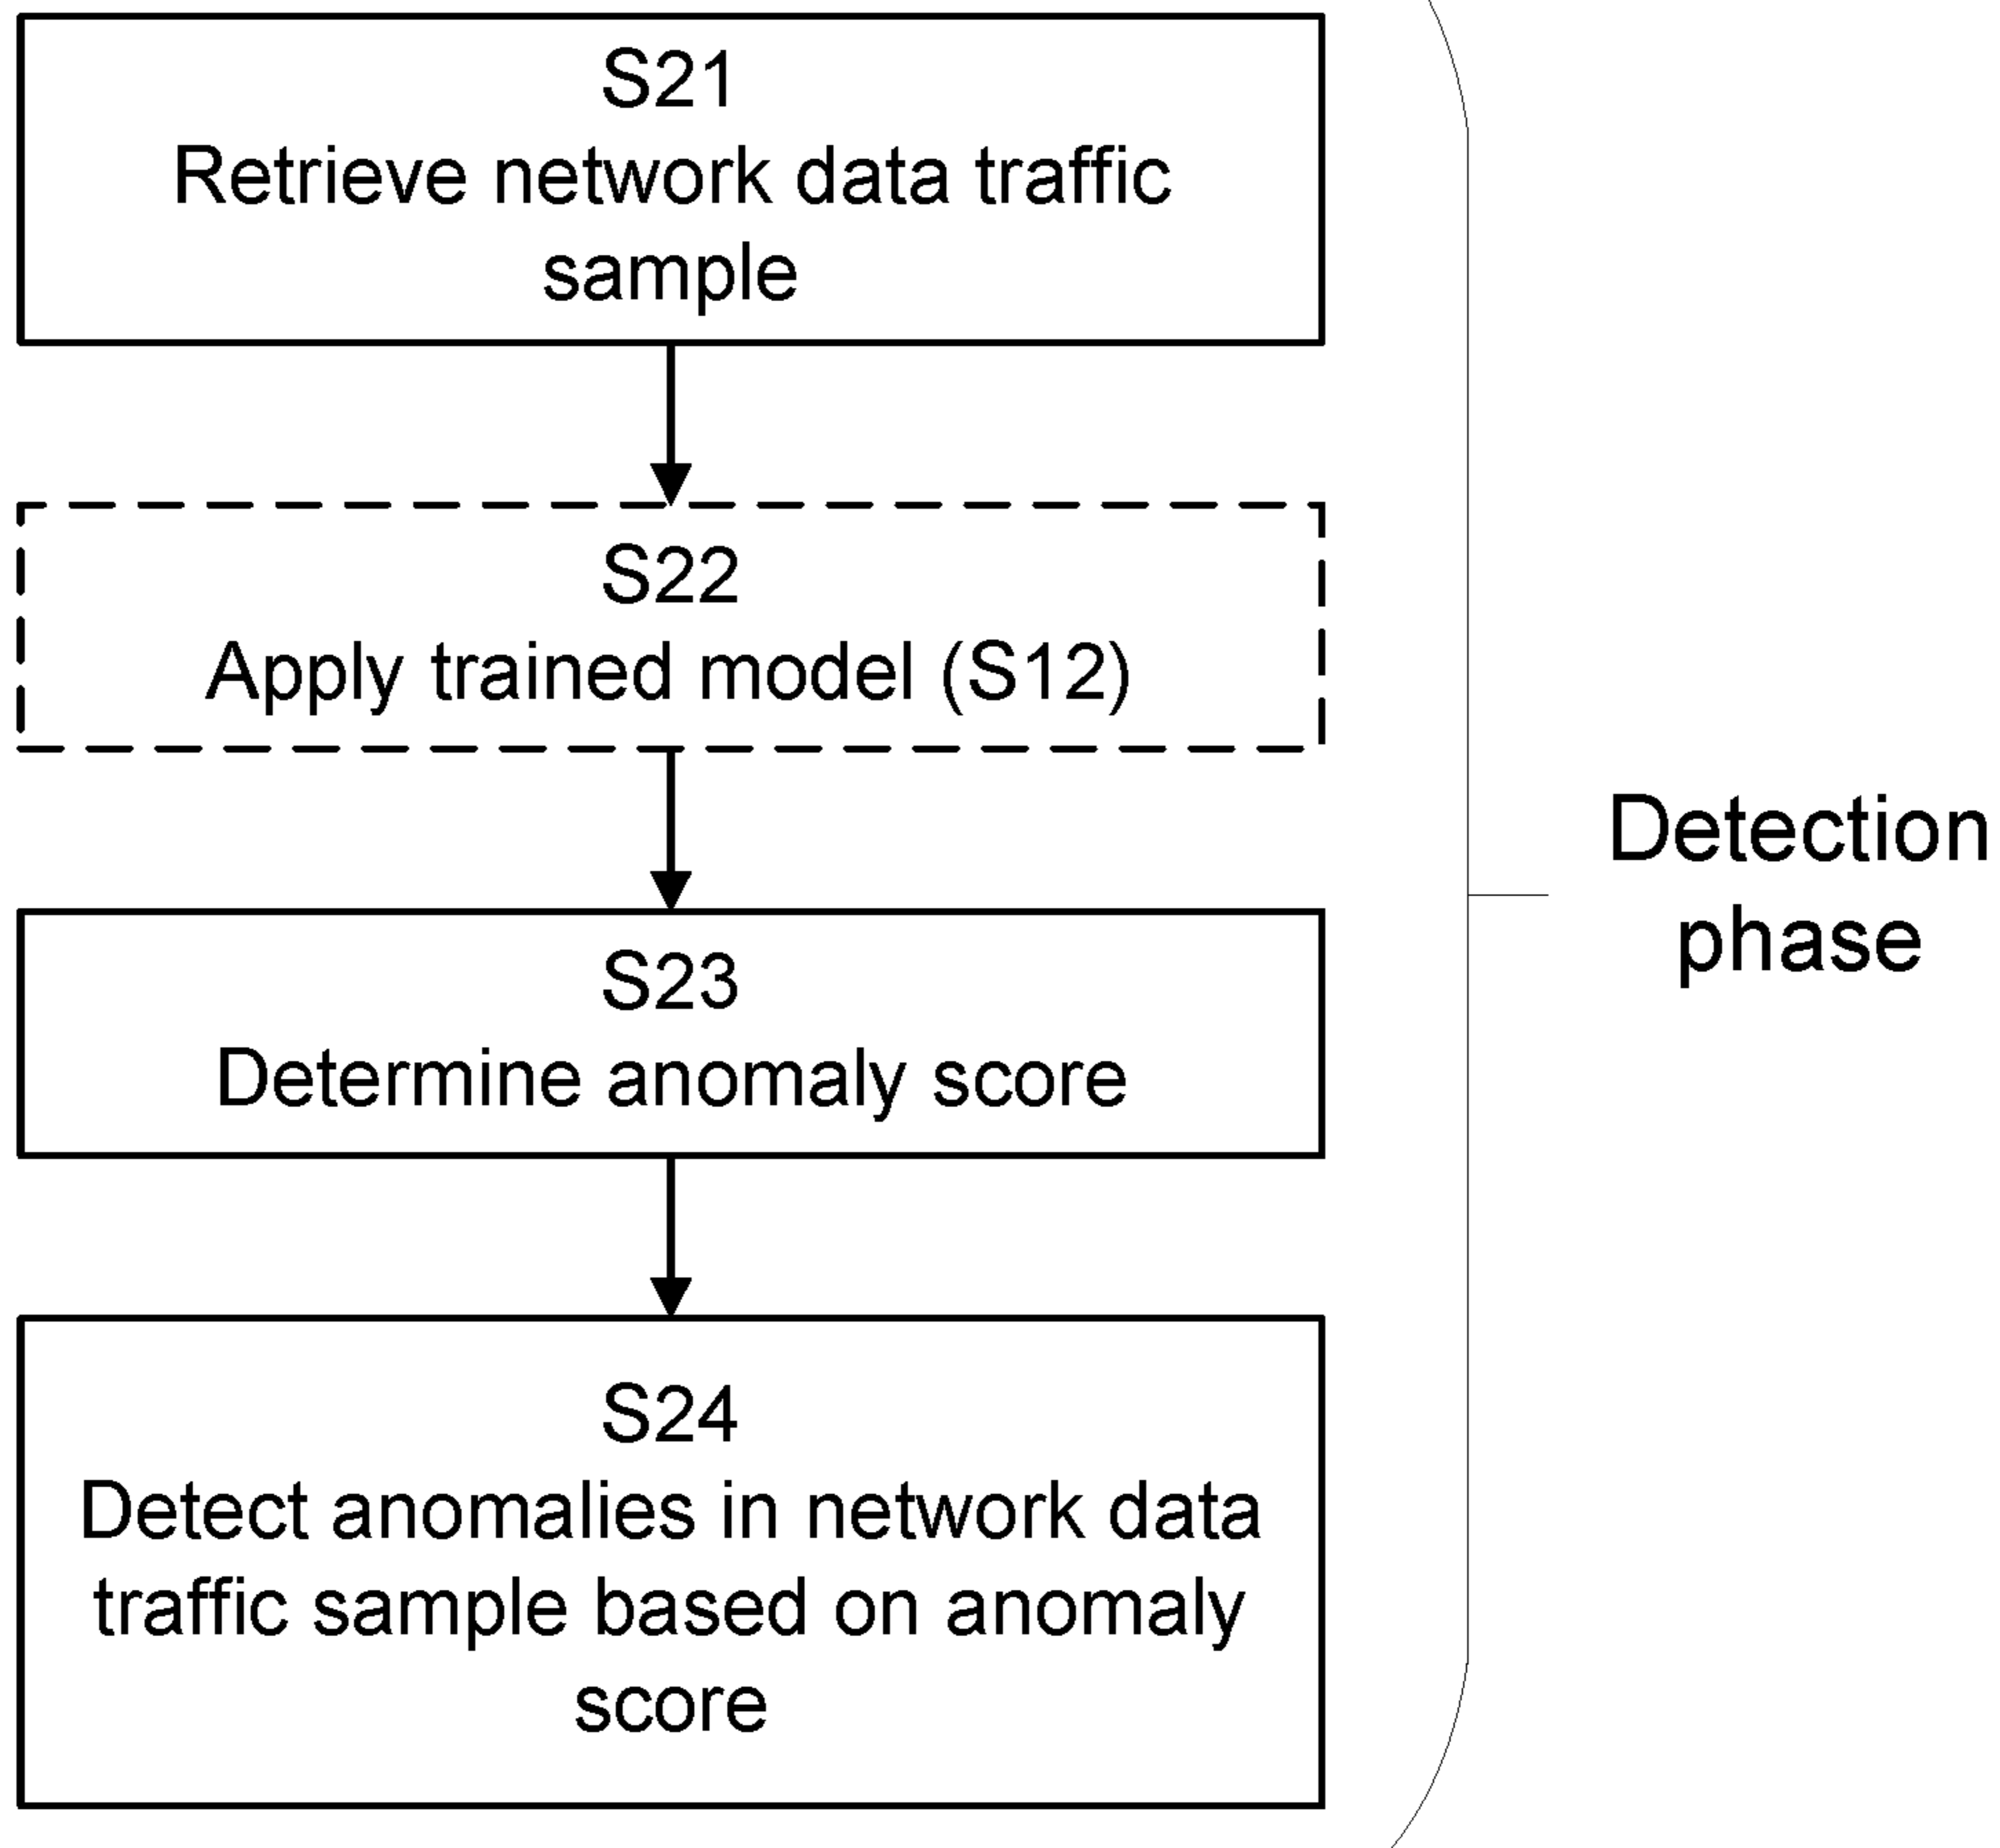 S21
Retrieve network data traffic
sample
S22
Apply trained model (S12)
S23
Determine anomaly score
S24
Detect anomalies in network data
traffic sample based on anomaly
score
Detection
phase